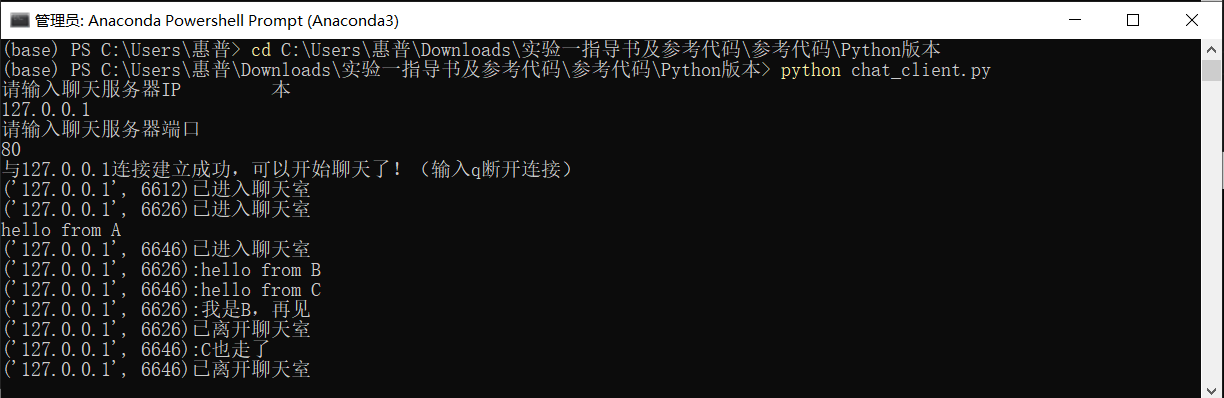 管理员: Anaconda Powershell Prompt (Anaconda3)
(base) PS C:\Users\惠普> cd C:\Users\惠普\Downloads\实验一指导书及参考代码\参考代码\Python版本
(base) PS C:\Users\惠普\Downloads\实验一指导书及参考代码\参考代码\Python版本> python chat_client.py
请输入聊天服务器IP 本
127.0.0.1
请输入聊天服务器端口
80
与127.0.0.1连接建立成功，可以开始聊天了！（输入q断开连接）
('127.0.0.1', 6612)已进入聊天室
('127.0.0.1', 6626)已进入聊天室
hello from A
('127.0.0.1', 6646)已进入聊天室
('127.0.0.1', 6626):hello from B
('127.0.0.1', 6646):hello from C
('127.0.0.1', 6626):我是B，再见
('127.0.0.1', 6626)已离开聊天室
('127.0.0.1', 6646):C也走了
('127.0.0.1', 6646)已离开聊天室